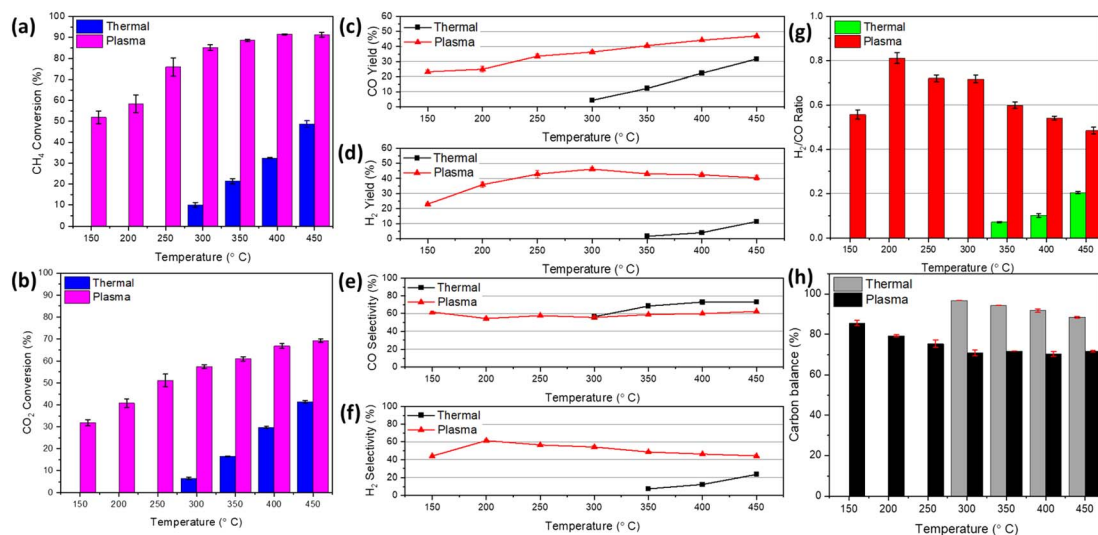 (a)
Thermal
Plasma
CH₄ Conversion (%)
100
90
80
70
60
50
40
30
20
10
0
150 200 250 300 350 400 450
Temperature (° C)
(b)
Thermal
Plasma
CO₂ Conversion (%)
100
90
80
70
60
50
40
30
20
10
0
150 200 250 300 350 400 450
Temperature (° C)
(c)
Thermal
Plasma
CO Yield (%)
60
50
40
30
20
10
0
150 200 250 300 350 400 450
Temperature (° C)
(d)
Thermal
Plasma
H₂ Yield (%)
60
50
40
30
20
10
0
150 200 250 300 350 400 450
Temperature (° C)
(e)
Thermal
Plasma
CO Selectivity (%)
100
80
60
40
20
0
150 200 250 300 350 400 450
Temperature (° C)
(f)
Thermal
Plasma
H₂ Selectivity (%)
100
80
60
40
20
0
150 200 250 300 350 400 450
Temperature (° C)
(g)
Thermal
Plasma
H₂/CO Ratio
1.0
0.8
0.6
0.4
0.2
0.0
150 200 250 300 350 400 450
Temperature (° C)
(h)
Thermal
Plasma
Carbon balance (%)
100
80
60
40
20
0
150 200 250 300 350 400 450
Temperature (° C)